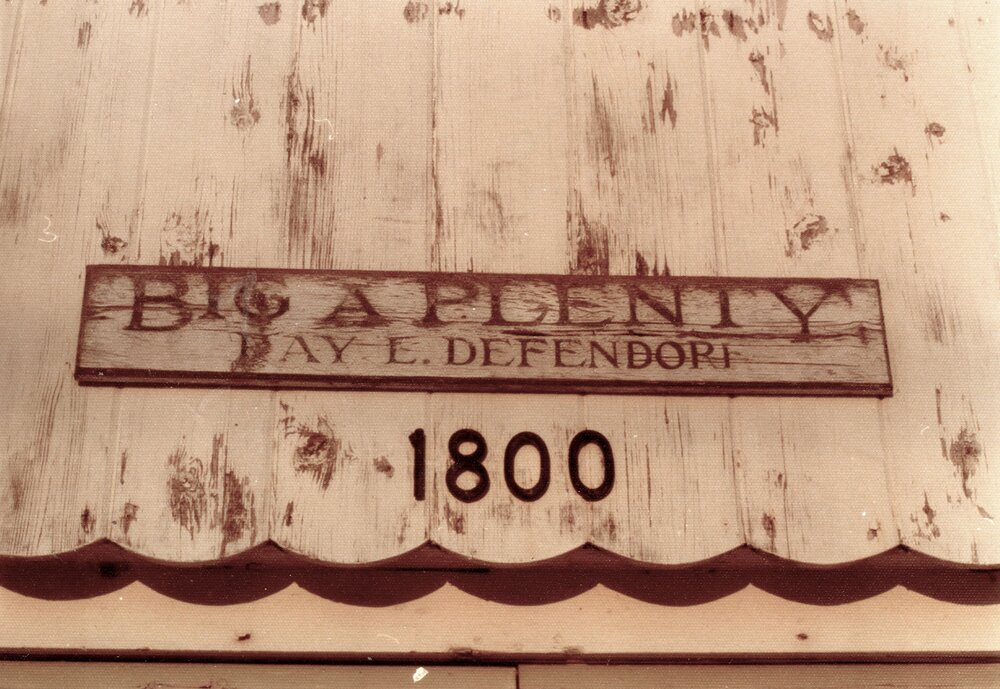 BIG A PLENTY
RAY E. DEFENDORF
1800